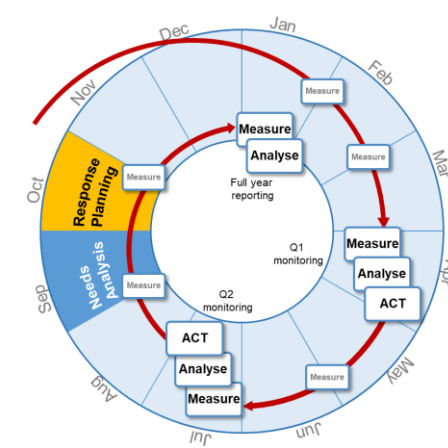 Dec
Jan
Nov
Feb
Measure
Measure
Analyse
Measure
Mar
Oct
Response
Planning
Measure
Full year
reporting
Measure
Analyse
ACT
Apr
Q1
monitoring
Needs
Analysis
Sep
Measure
Q2
monitoring
ACT
Analyse
Measure
Measure
May
Aug
Jun
Jul